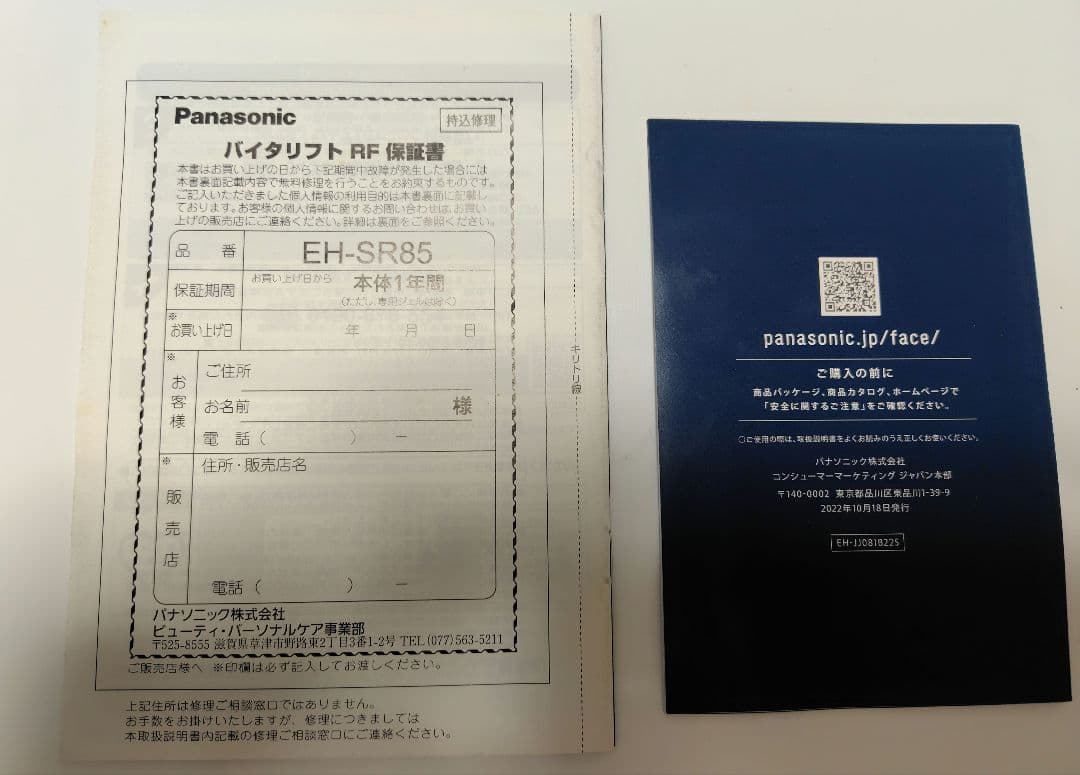 Panasonic
持込修理
バイタリフト RF 保証書
本書はお買い上げの日から下記期間中故障が発生した場合には
本書裏面記載内容で無料修理を行うことをお約束するものです。
ご記入いただきました個人情報の利用目的は本書裏面に記載し
ております。お客様の個人情報に関するお問い合わせは、お買い
上げの販売店にご連絡ください。詳細は裏面をご参照ください。
品番 EH-SR85
保証期間 お買い上げ日から 本体1年間
(ただし、専用ジェルは除く)
※お買い上げ日 年 月 日
※お客様
ご住所
お名前 様
電話( ) ー
※販売店
住所・販売店名
電話( ) ー
パナソニック株式会社
ビューティ・パーソナルケア事業部
〒525-8555 滋賀県草津市野路東2丁目3番1-2号 TEL(077)563-5211
ご販売店様へ ※印欄は必ず記入してお渡しください。
上記住所は修理ご相談窓口ではありません。
お手数をお掛けいたしますが、修理につきましては
本取扱説明書内記載の修理ご相談窓口にご連絡ください。
キリトリ線
panasonic.jp/face/
ご購入の前に
商品パッケージ、商品カタログ、ホームページで
「安全に関するご注意」をご確認ください。
○ご使用の際は、取扱説明書をよくお読みのうえ正しくお使いください。
パナソニック株式会社
コンシューマーマーケティング ジャパン本部
〒140-0002 東京都品川区東品川1-39-9
2022年10月18日発行
EH-JJ081B22S